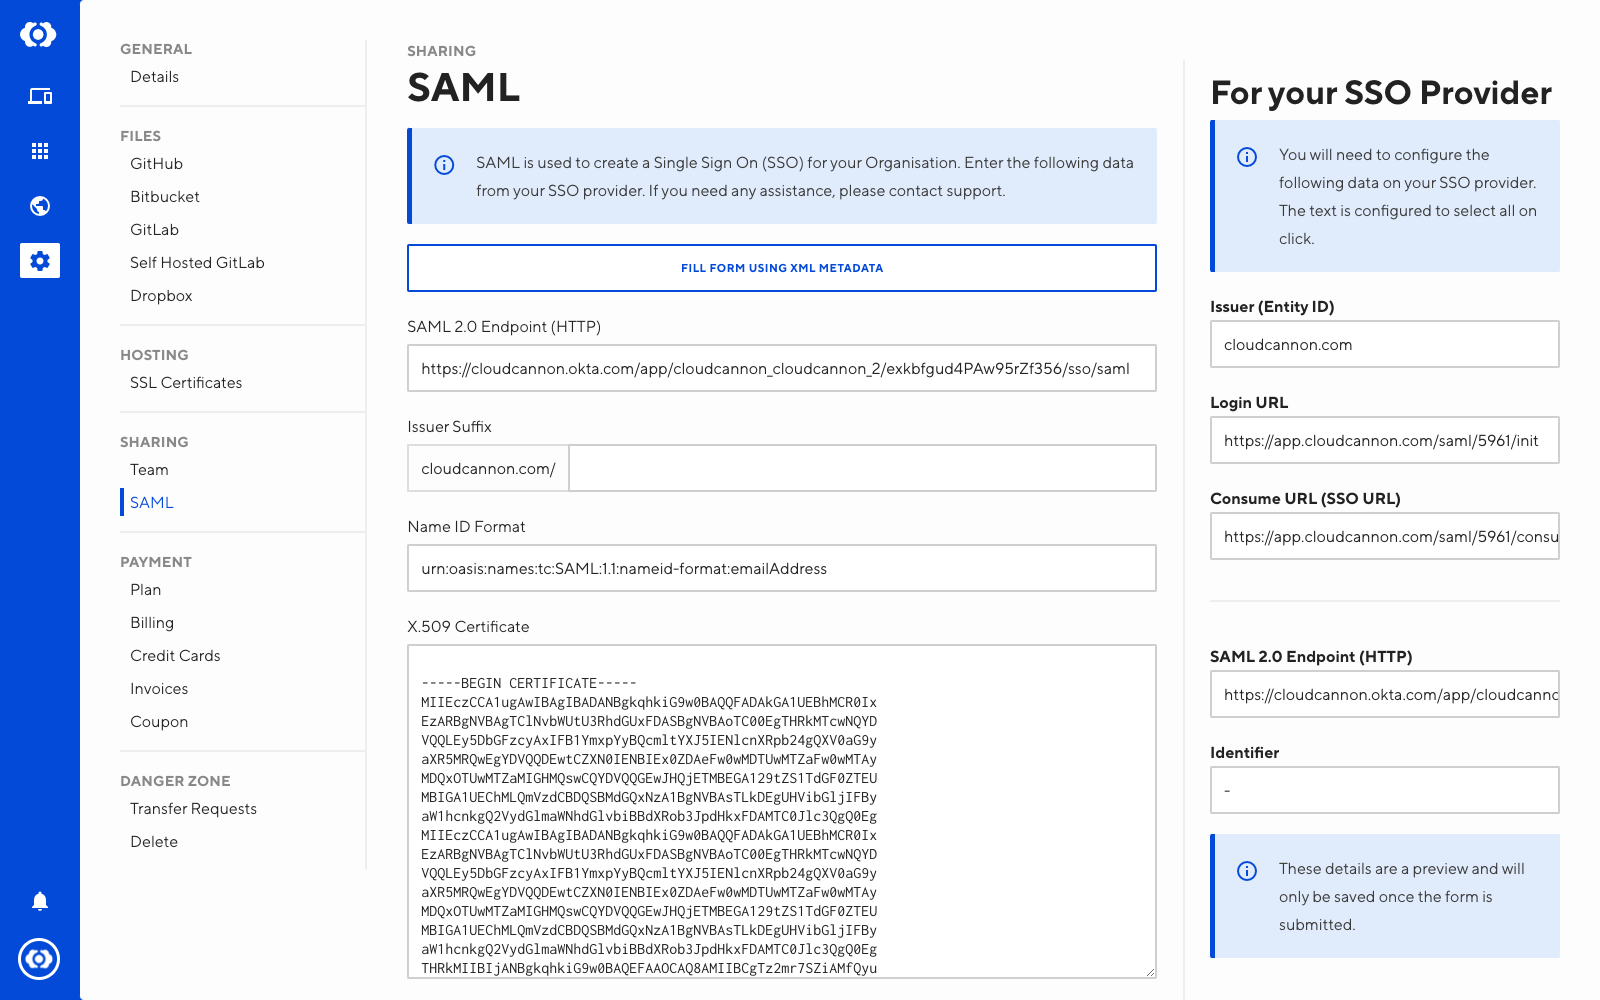 GENERAL
Details
FILES
GitHub
Bitbucket
GitLab
Self Hosted GitLab
Dropbox
HOSTING
SSL Certificates
SHARING
Team
SAML
PAYMENT
Plan
Billing
Credit Cards
Invoices
Coupon
DANGER ZONE
Transfer Requests
Delete
SHARING
SAML
SAML is used to create a Single Sign On (SSO) for your Organisation. Enter the following data
from your SSO provider. If you need any assistance, please contact support.
FILL FORM USING XML METADATA
SAML 2.0 Endpoint (HTTP)
https://cloudcannon.okta.com/app/cloudcannon_cloudcannon_2/exkbfgud4PAw95rZf356/sso/saml
Issuer Suffix
cloudcannon.com/
Name ID Format
urn:oasis:names:tc:SAML:1.1:nameid-format:emailAddress
X.509 Certificate
-----BEGIN CERTIFICATE-----
MIIEczCCA1ugAwIBAgIBADANBgkqhkiG9w0BAQQFADAkGA1UEBhMCR0Ix
EzARBgNVBAgTClNvbWUtU3RhdGUxFDASBgNVBAoTC00EgTHRkMTcwNQYD
VQQLEy5DbGFzcyAxIFB1YmxpYyBQcmltYXJ5IENlcnXRpb24gQXV0aG9y
aXR5MRQwEgYDVQQDEwtCZXN0IENBIEx0ZDAeFw0wMDTUwMTZaFw0wMTAy
MDQxOTUwMTZaMIGHMQswCQYDVQQGEwJHQjETMBEGA129tZS1TdGF0ZTEU
MBIGA1UEChMLQmVzdCBDQSBMdGQxNzA1BgNVBAsTLkDEgUHVibGljIFBy
aW1hcnkgQ2VydGlmaWNhdGlvbiBBdXRob3JpdHkxFDAMTC0Jlc3QgQ0Eg
MIIEczCCA1ugAwIBAgIBADANBgkqhkiG9w0BAQQFADAkGA1UEBhMCR0Ix
EzARBgNVBAgTClNvbWUtU3RhdGUxFDASBgNVBAoTC00EgTHRkMTcwNQYD
VQQLEy5DbGFzcyAxIFB1YmxpYyBQcmltYXJ5IENlcnXRpb24gQXV0aG9y
aXR5MRQwEgYDVQQDEwtCZXN0IENBIEx0ZDAeFw0wMDTUwMTZaFw0wMTAy
MDQxOTUwMTZaMIGHMQswCQYDVQQGEwJHQjETMBEGA129tZS1TdGF0ZTEU
MBIGA1UEChMLQmVzdCBDQSBMdGQxNzA1BgNVBAsTLkDEgUHVibGljIFBy
aW1hcnkgQ2VydGlmaWNhdGlvbiBBdXRob3JpdHkxFDAMTC0Jlc3QgQ0Eg
THRkMIIBIjANBgkqhkiG9w0BAQEFAAOCAQ8AMIIBCgTz2mr7SZiAMfQyu
For your SSO Provider
You will need to configure the
following data on your SSO provider.
The text is configured to select all on
click.
Issuer (Entity ID)
cloudcannon.com
Login URL
https://app.cloudcannon.com/saml/5961/init
Consume URL (SSO URL)
https://app.cloudcannon.com/saml/5961/consu
SAML 2.0 Endpoint (HTTP)
https://cloudcannon.okta.com/app/cloudcanno
Identifier
-
These details are a preview and will
only be saved once the form is
submitted.